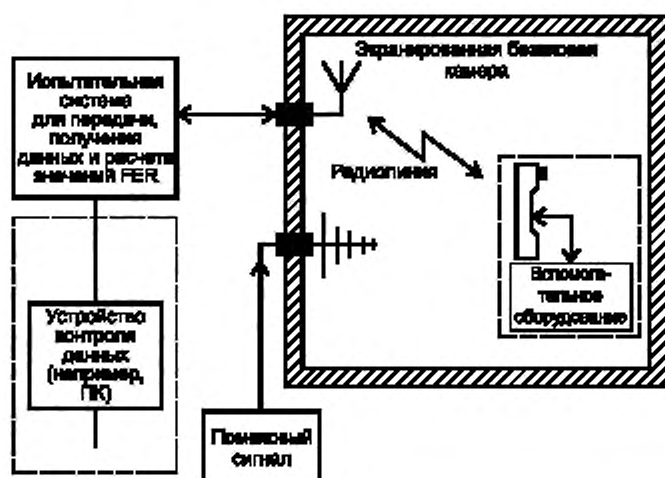 Экранированная безэховая
камера
Испытательная
система
для передачи,
получения
данных и расчета
значений FER
Радиолиния
Вспомога-
тельное
оборудование
Устройство
контроля
данных
(например,
ПК)
Помеховый
сигнал